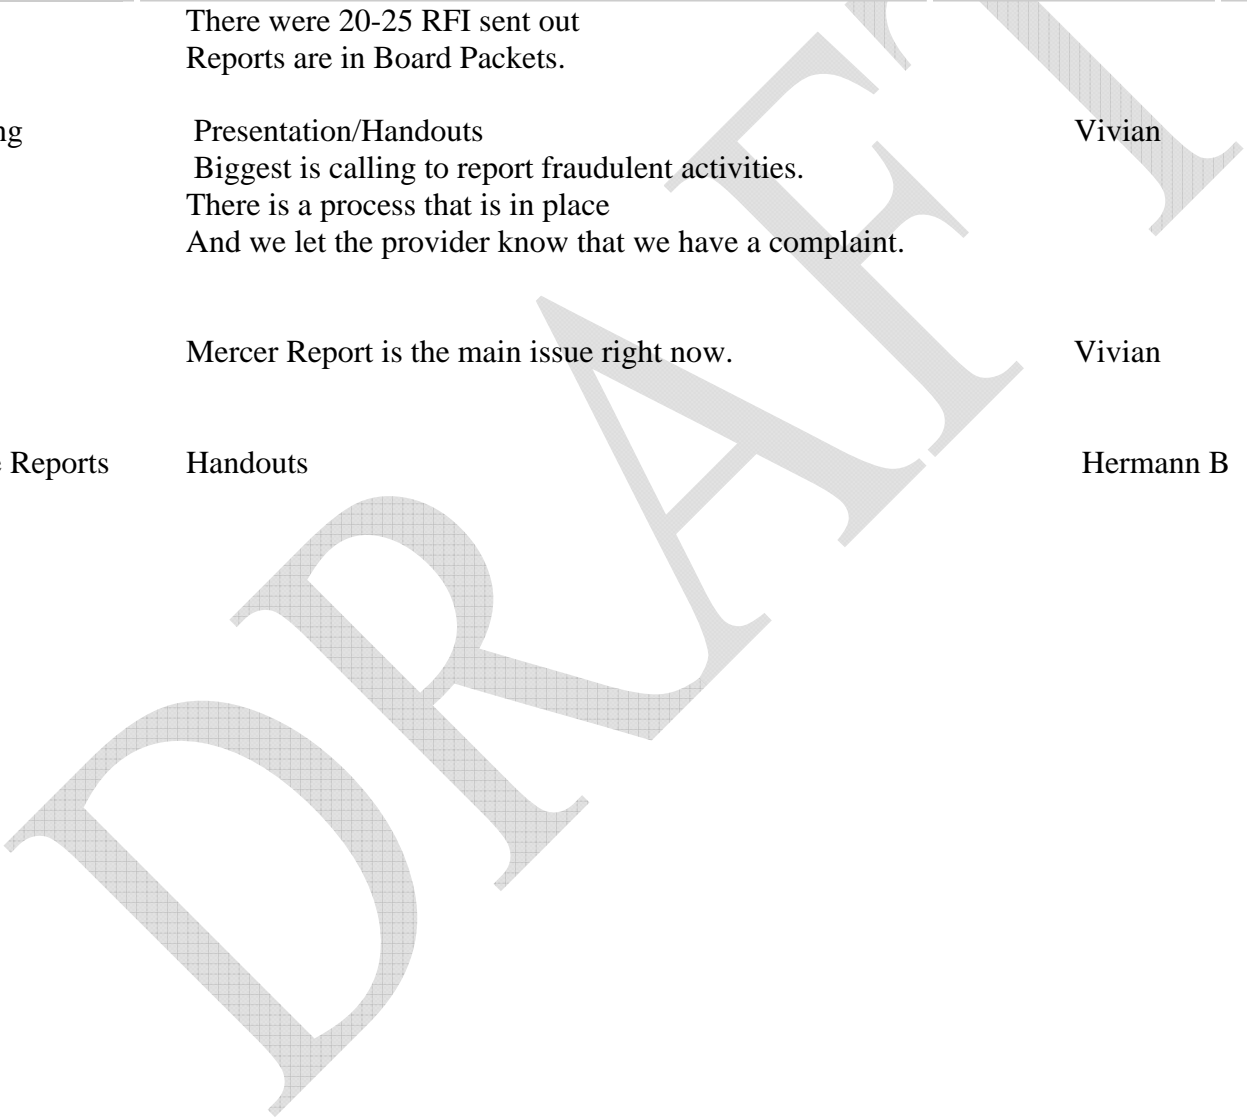 There were 20-25 RFI sent out
Reports are in Board Packets.
ng Presentation/Handouts Vivian
Biggest is calling to report fraudulent activities.
There is a process that is in place
And we let the provider know that we have a complaint.
Mercer Report is the main issue right now. Vivian
Reports Handouts Hermann B
DRAFT